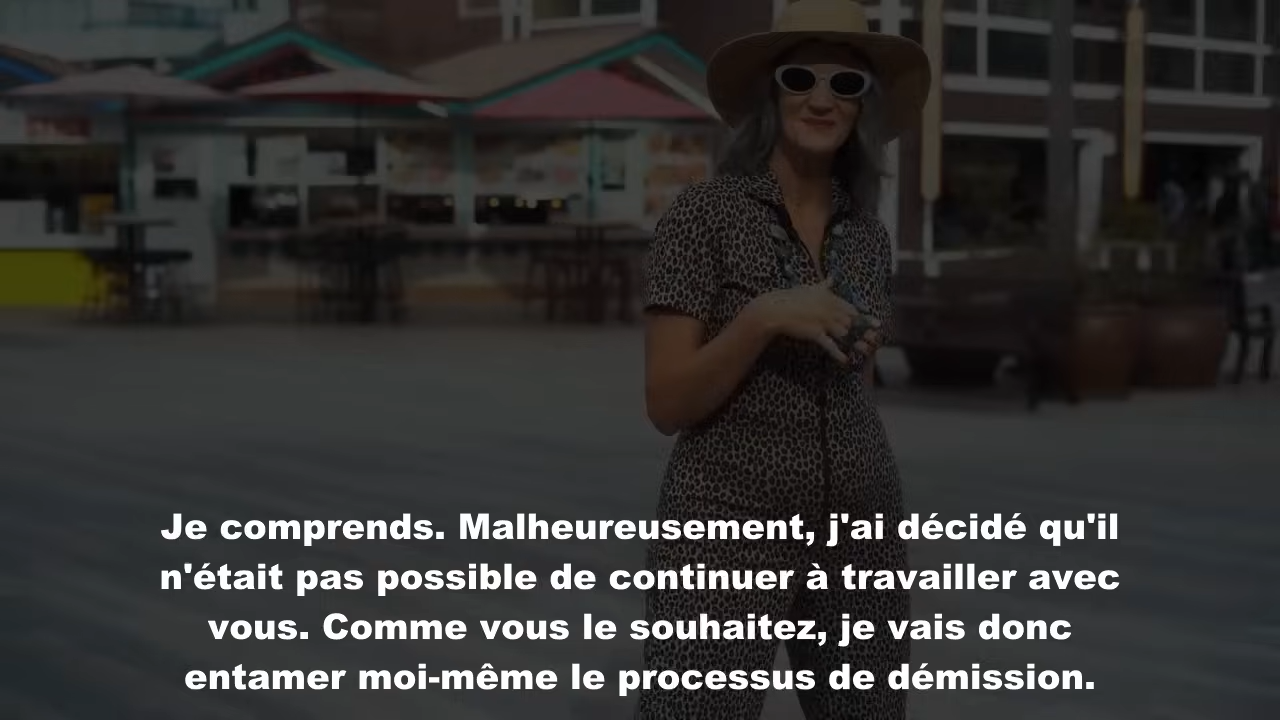 Je comprends. Malheureusement, j'ai décidé qu'il
n'était pas possible de continuer à travailler avec
vous. Comme vous le souhaitez, je vais donc
entamer moi-même le processus de démission.